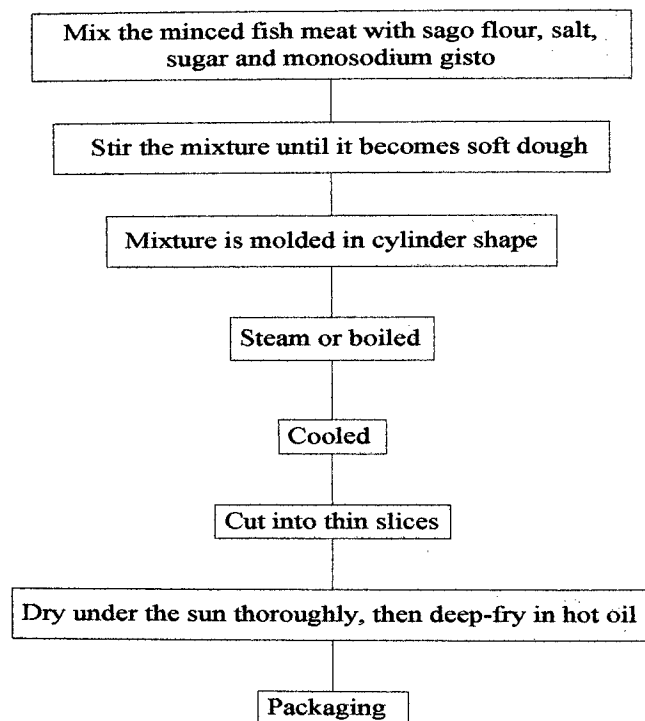 Mix the minced fish meat with sago flour, salt,
sugar and monosodium gisto
Stir the mixture until it becomes soft dough
Mixture is molded in cylinder shape
Steam or boiled
Cooled
Cut into thin slices
Dry under the sun thoroughly, then deep-fry in hot oil
Packaging